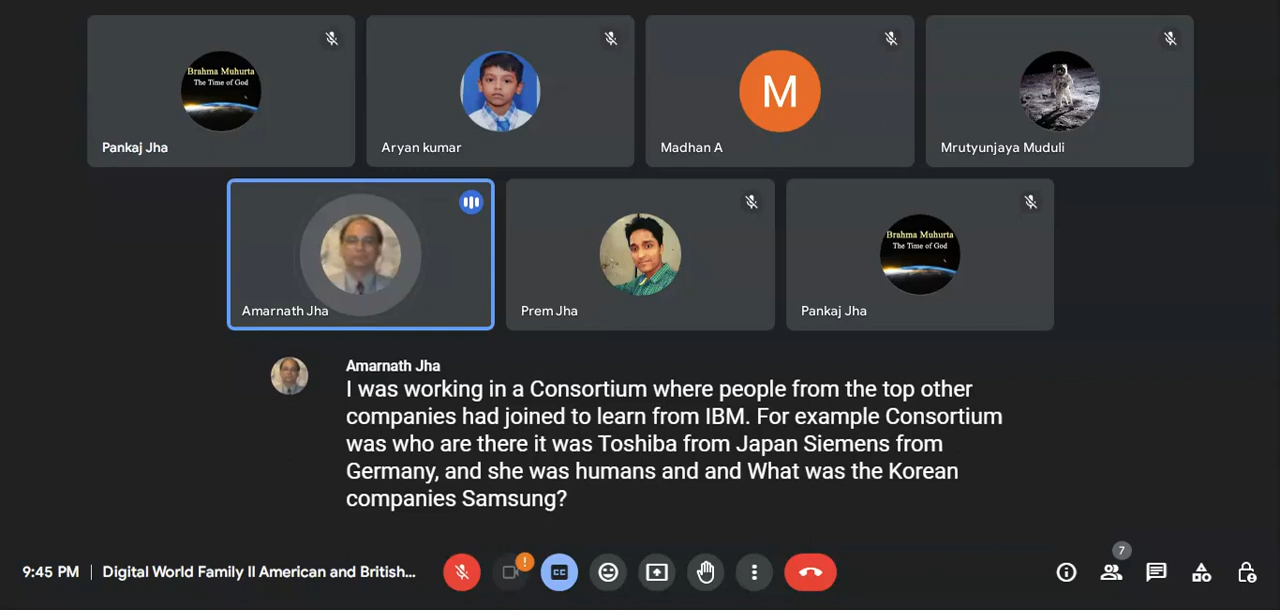 Brahma Muhurta
The Time of God
Pankaj Jha
Aryan kumar
M
Madhan A
Mrutyunjaya Muduli
Amarnath Jha
Prem Jha
Brahma Muhurta
The Time of God
Pankaj Jha
Amarnath Jha
I was working in a Consortium where people from the top other
companies had joined to learn from IBM. For example Consortium
was who are there it was Toshiba from Japan Siemens from
Germany, and she was humans and and What was the Korean
companies Samsung?
9:45 PM | Digital World Family II American and British...
!
CC
7